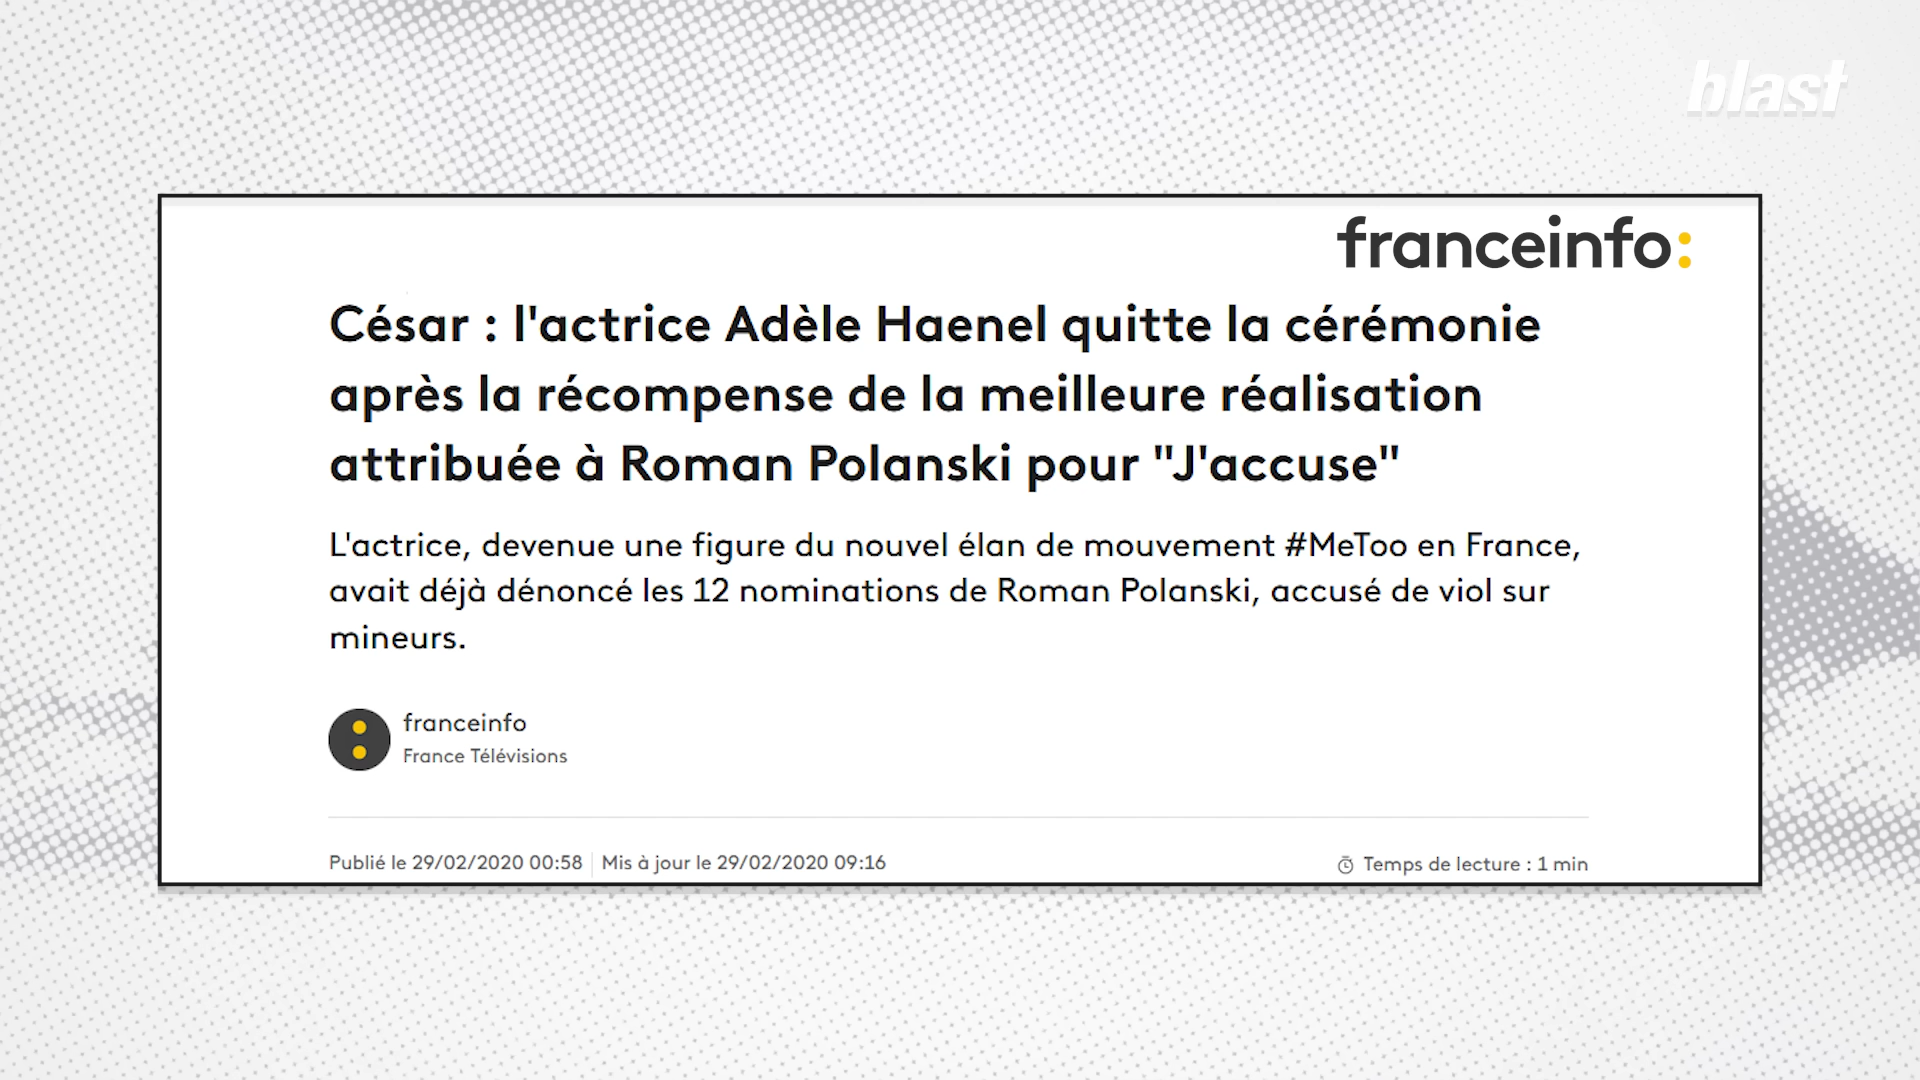 blast
franceinfo:
César : l'actrice Adèle Haenel quitte la cérémonie
après la récompense de la meilleure réalisation
attribuée à Roman Polanski pour "J'accuse"
L'actrice, devenue une figure du nouvel élan de mouvement #MeToo en France,
avait déjà dénoncé les 12 nominations de Roman Polanski, accusé de viol sur
mineurs.
franceinfo
France Télévisions
Publié le 29/02/2020 00:58 | Mis à jour le 29/02/2020 09:16
Temps de lecture : 1 min